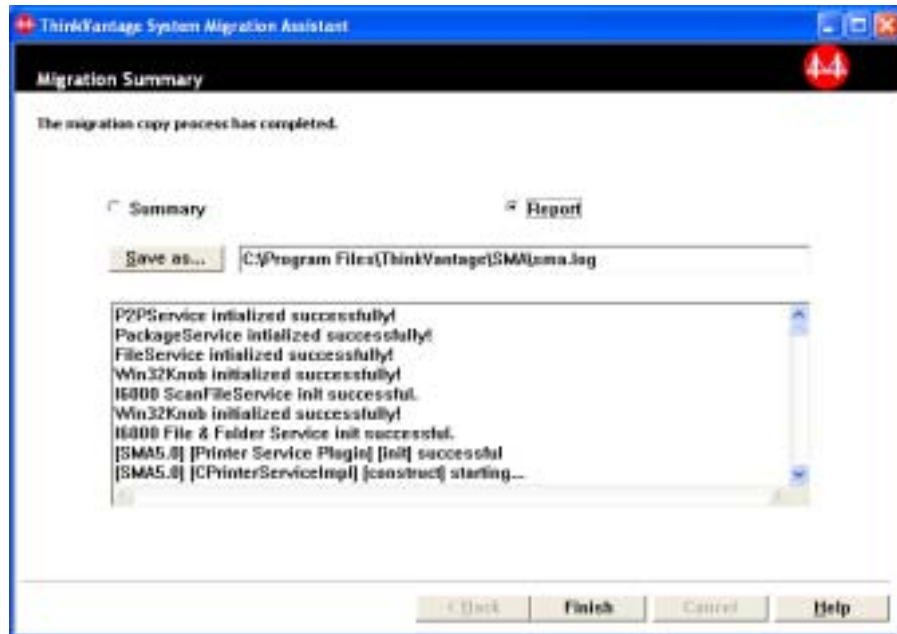 ThinkVantage System Migration Assistant
Migration Summary
The migration copy process has completed.
Summary
Report
Save as...
C:\Program Files\ThinkVantage\SMA\sma.log
P2PService intialized successfully!
PackageService intialized successfully!
FileService intialized successfully!
Win32Knob initialized successfully!
I6000 ScanFileService init successful.
Win32Knob initialized successfully!
I6000 File & Folder Service init successful.
[SMA5.0] [Printer Service Plugin] [init] successful
[SMA5.0] [CPrinterServiceImpl] [construct] starting...
< Back
Finish
Cancel
Help